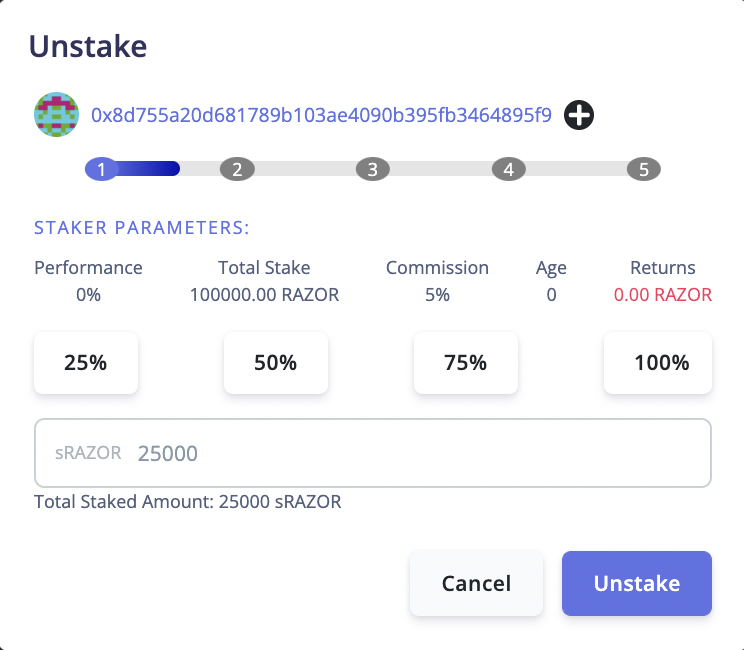 Unstake
0x8d755a20d681789b103ae4090b395fb3464895f9
1 2 3 4 5
STAKER PARAMETERS:
Performance Total Stake Commission Age Returns
0% 100000.00 RAZOR 5% 0 0.00 RAZOR
25% 50% 75% 100%
sRAZOR 25000
Total Staked Amount: 25000 sRAZOR
Cancel Unstake